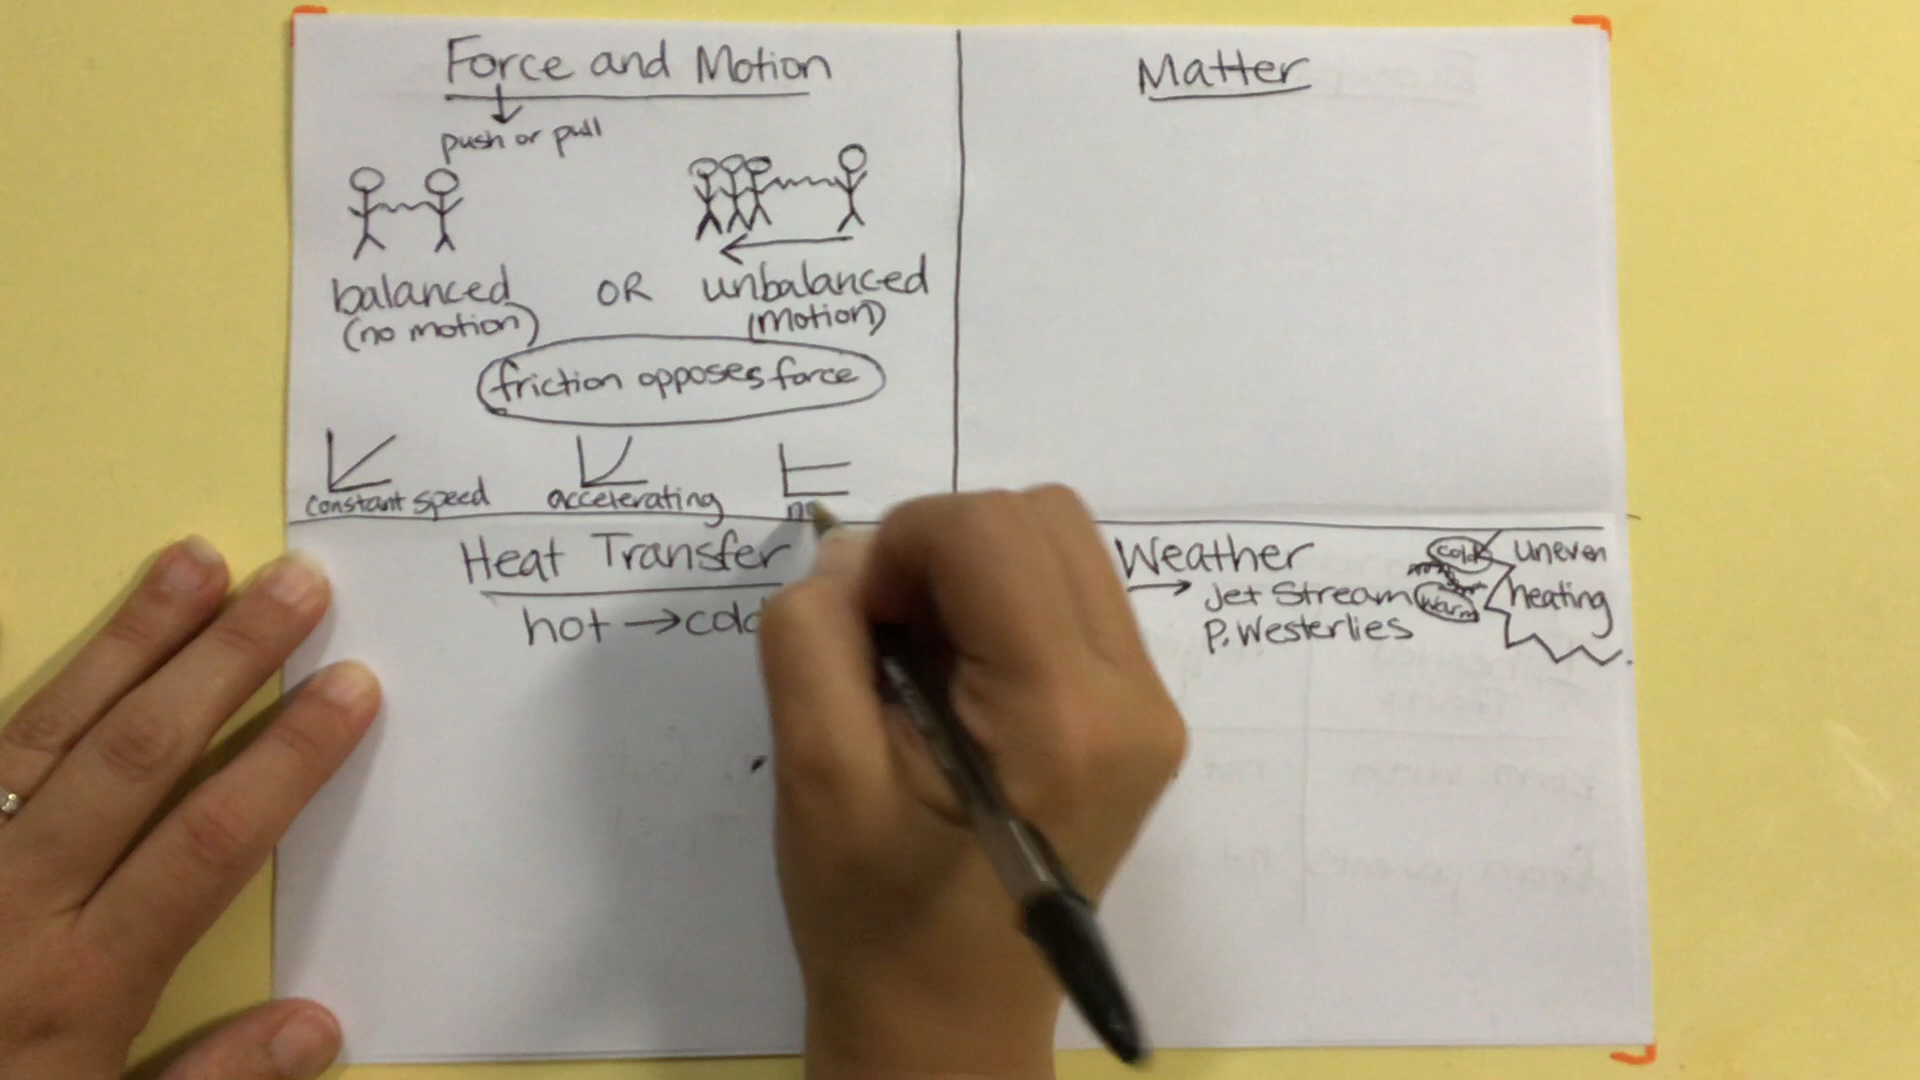 Force and Motion
push or pull
balanced OR unbalanced
(no motion) (motion)
friction opposes force
constant speed accelerating
Matter
Heat Transfer
hot → cold
Weather
→ Jet Stream
P. Westerlies
cold
warm
uneven
heating